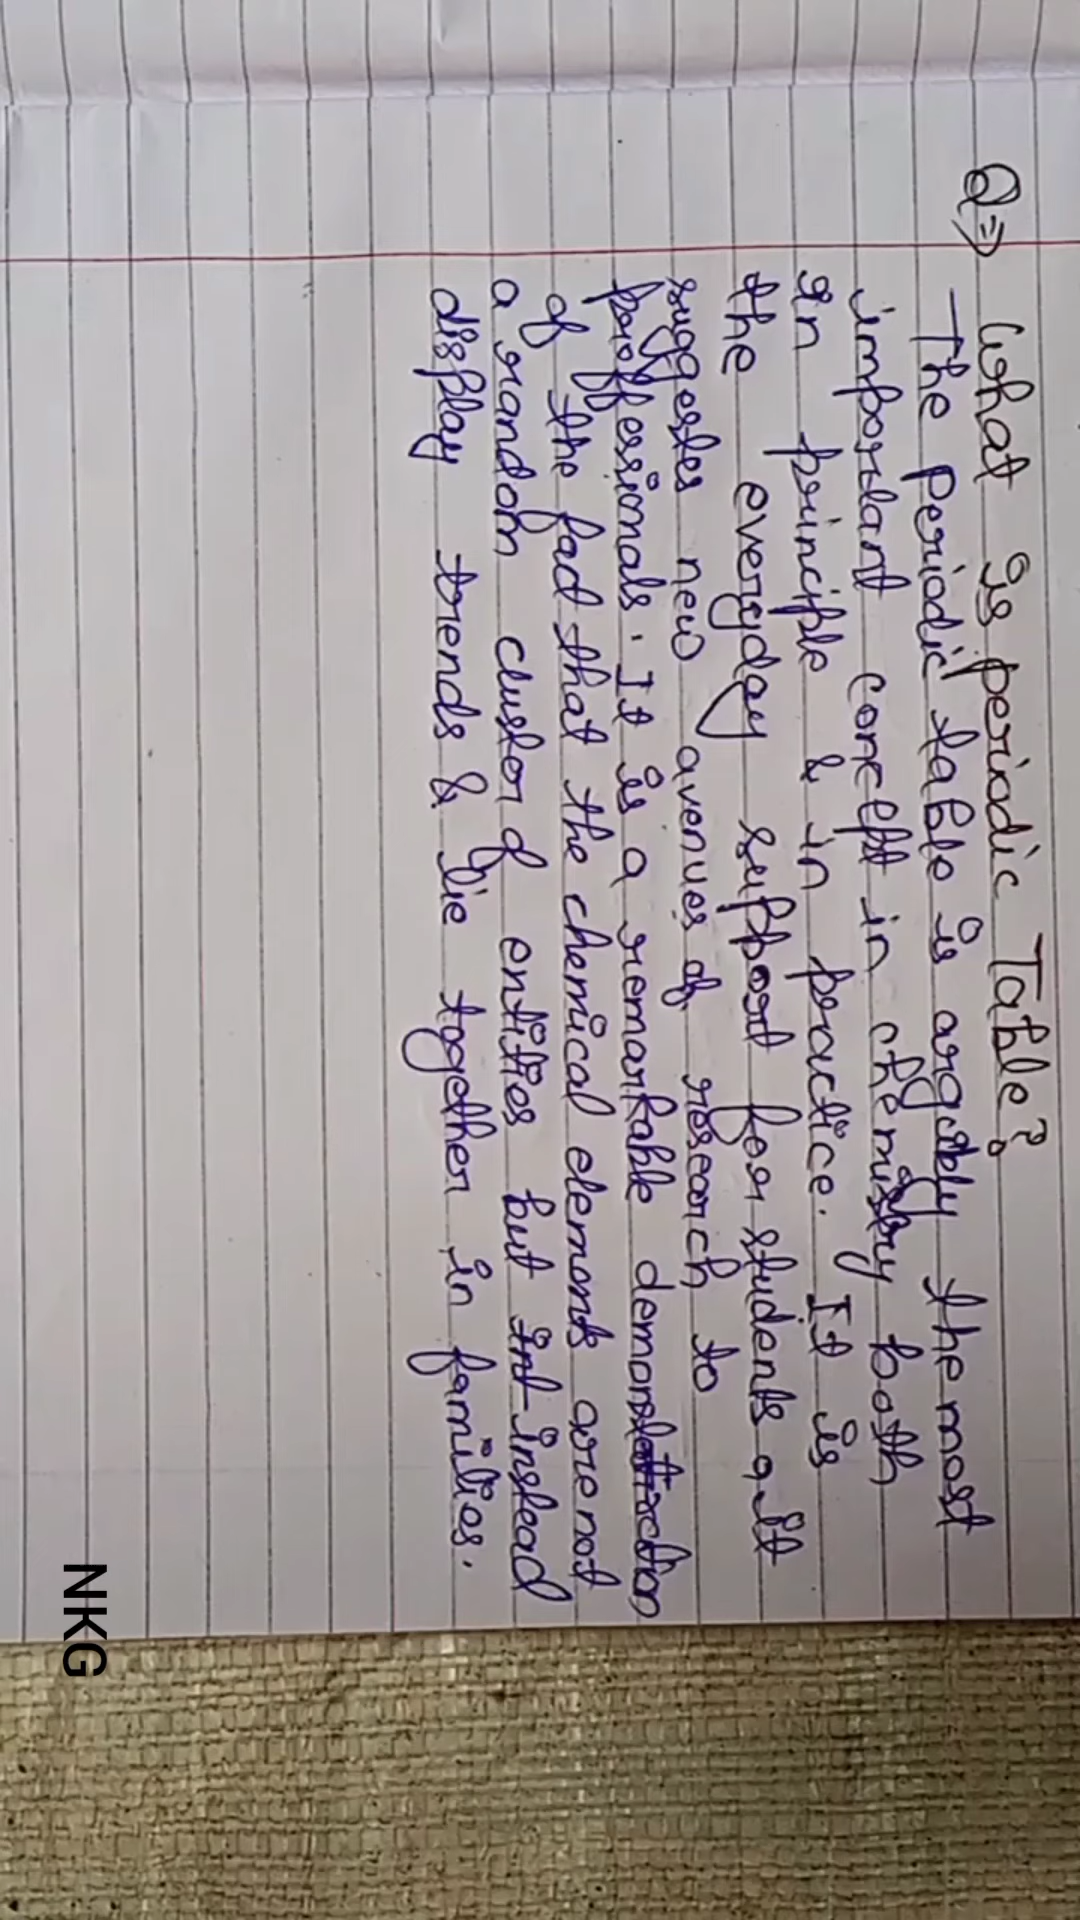 Q⇒ What is periodic Table?
The periodic table is arguably the most
important concept in chemistry both
in principle & in practice. It is
the everyday support for students, it
suggestes new avenues of research to
proffessionals. It is a remarkable demonstration
of the fact that the chemical elements are not
a random cluster of entities but int instead
display trends & lie together in families.
NKG